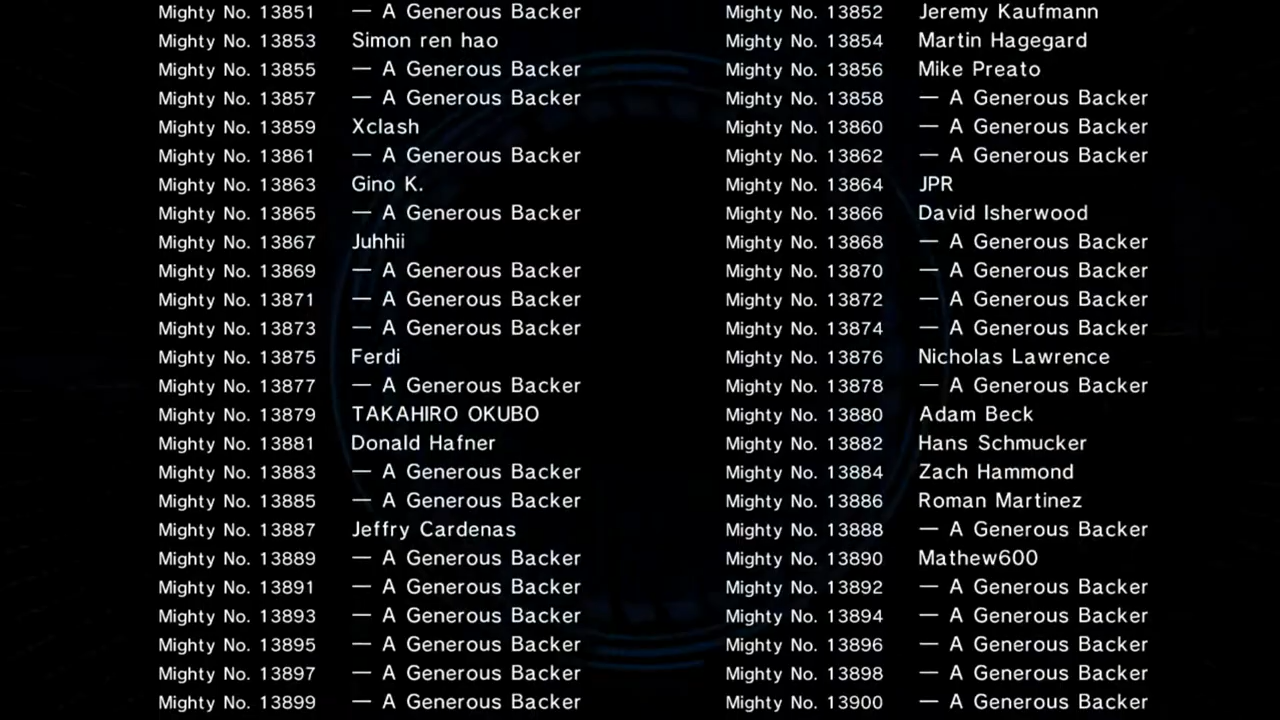 Mighty No. 13851 — A Generous Backer Mighty No. 13852 Jeremy Kaufmann
Mighty No. 13853 Simon ren hao Mighty No. 13854 Martin Hagegard
Mighty No. 13855 — A Generous Backer Mighty No. 13856 Mike Preato
Mighty No. 13857 — A Generous Backer Mighty No. 13858 — A Generous Backer
Mighty No. 13859 Xclash Mighty No. 13860 — A Generous Backer
Mighty No. 13861 — A Generous Backer Mighty No. 13862 — A Generous Backer
Mighty No. 13863 Gino K. Mighty No. 13864 JPR
Mighty No. 13865 — A Generous Backer Mighty No. 13866 David Isherwood
Mighty No. 13867 Juhhii Mighty No. 13868 — A Generous Backer
Mighty No. 13869 — A Generous Backer Mighty No. 13870 — A Generous Backer
Mighty No. 13871 — A Generous Backer Mighty No. 13872 — A Generous Backer
Mighty No. 13873 — A Generous Backer Mighty No. 13874 — A Generous Backer
Mighty No. 13875 Ferdi Mighty No. 13876 Nicholas Lawrence
Mighty No. 13877 — A Generous Backer Mighty No. 13878 — A Generous Backer
Mighty No. 13879 TAKAHIRO OKUBO Mighty No. 13880 Adam Beck
Mighty No. 13881 Donald Hafner Mighty No. 13882 Hans Schmucker
Mighty No. 13883 — A Generous Backer Mighty No. 13884 Zach Hammond
Mighty No. 13885 — A Generous Backer Mighty No. 13886 Roman Martinez
Mighty No. 13887 Jeffry Cardenas Mighty No. 13888 — A Generous Backer
Mighty No. 13889 — A Generous Backer Mighty No. 13890 Mathew600
Mighty No. 13891 — A Generous Backer Mighty No. 13892 — A Generous Backer
Mighty No. 13893 — A Generous Backer Mighty No. 13894 — A Generous Backer
Mighty No. 13895 — A Generous Backer Mighty No. 13896 — A Generous Backer
Mighty No. 13897 — A Generous Backer Mighty No. 13898 — A Generous Backer
Mighty No. 13899 — A Generous Backer Mighty No. 13900 — A Generous Backer